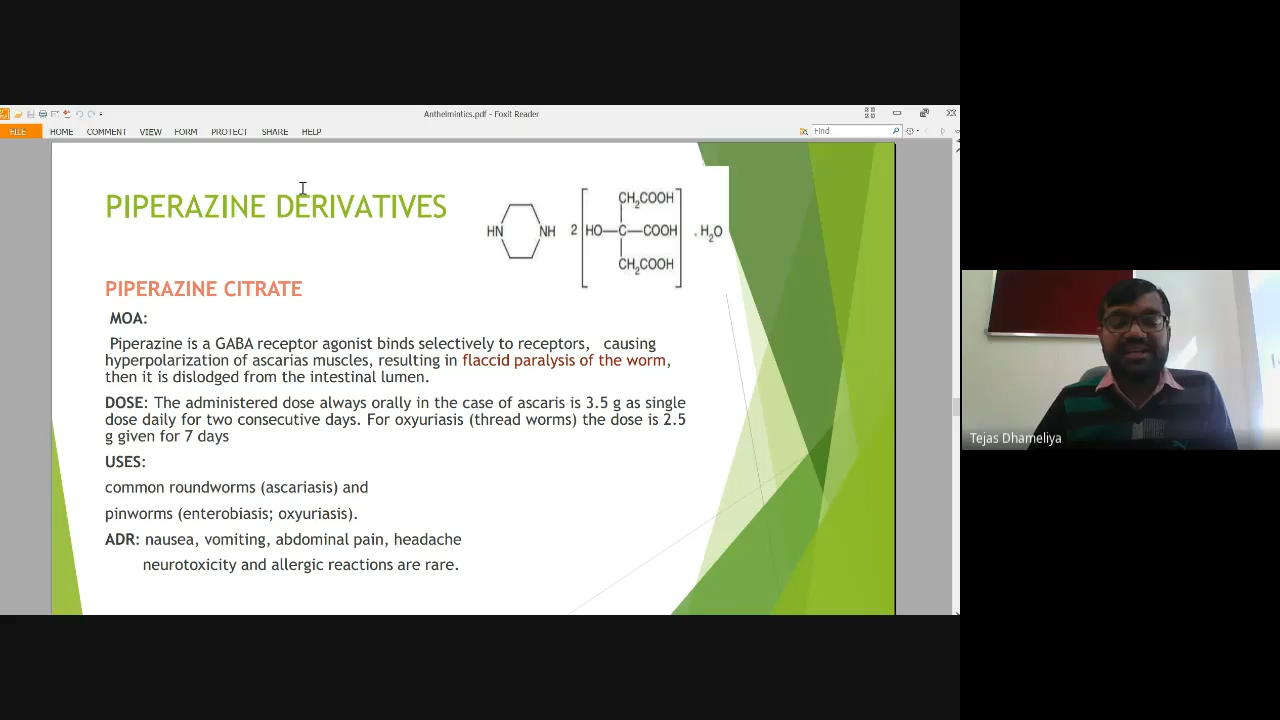 Anthelmintics.pdf - Foxit Reader
FILE HOME COMMENT VIEW FORM PROTECT SHARE HELP Find
PIPERAZINE DERIVATIVES
CH2COOH
HN NH 2 HO—C—COOH . H2O
CH2COOH
PIPERAZINE CITRATE
MOA:
Piperazine is a GABA receptor agonist binds selectively to receptors, causing
hyperpolarization of ascarias muscles, resulting in flaccid paralysis of the worm,
then it is dislodged from the intestinal lumen.
DOSE: The administered dose always orally in the case of ascaris is 3.5 g as single
dose daily for two consecutive days. For oxyuriasis (thread worms) the dose is 2.5
g given for 7 days
USES:
common roundworms (ascariasis) and
pinworms (enterobiasis; oxyuriasis).
ADR: nausea, vomiting, abdominal pain, headache
neurotoxicity and allergic reactions are rare.
Tejas Dhameliya